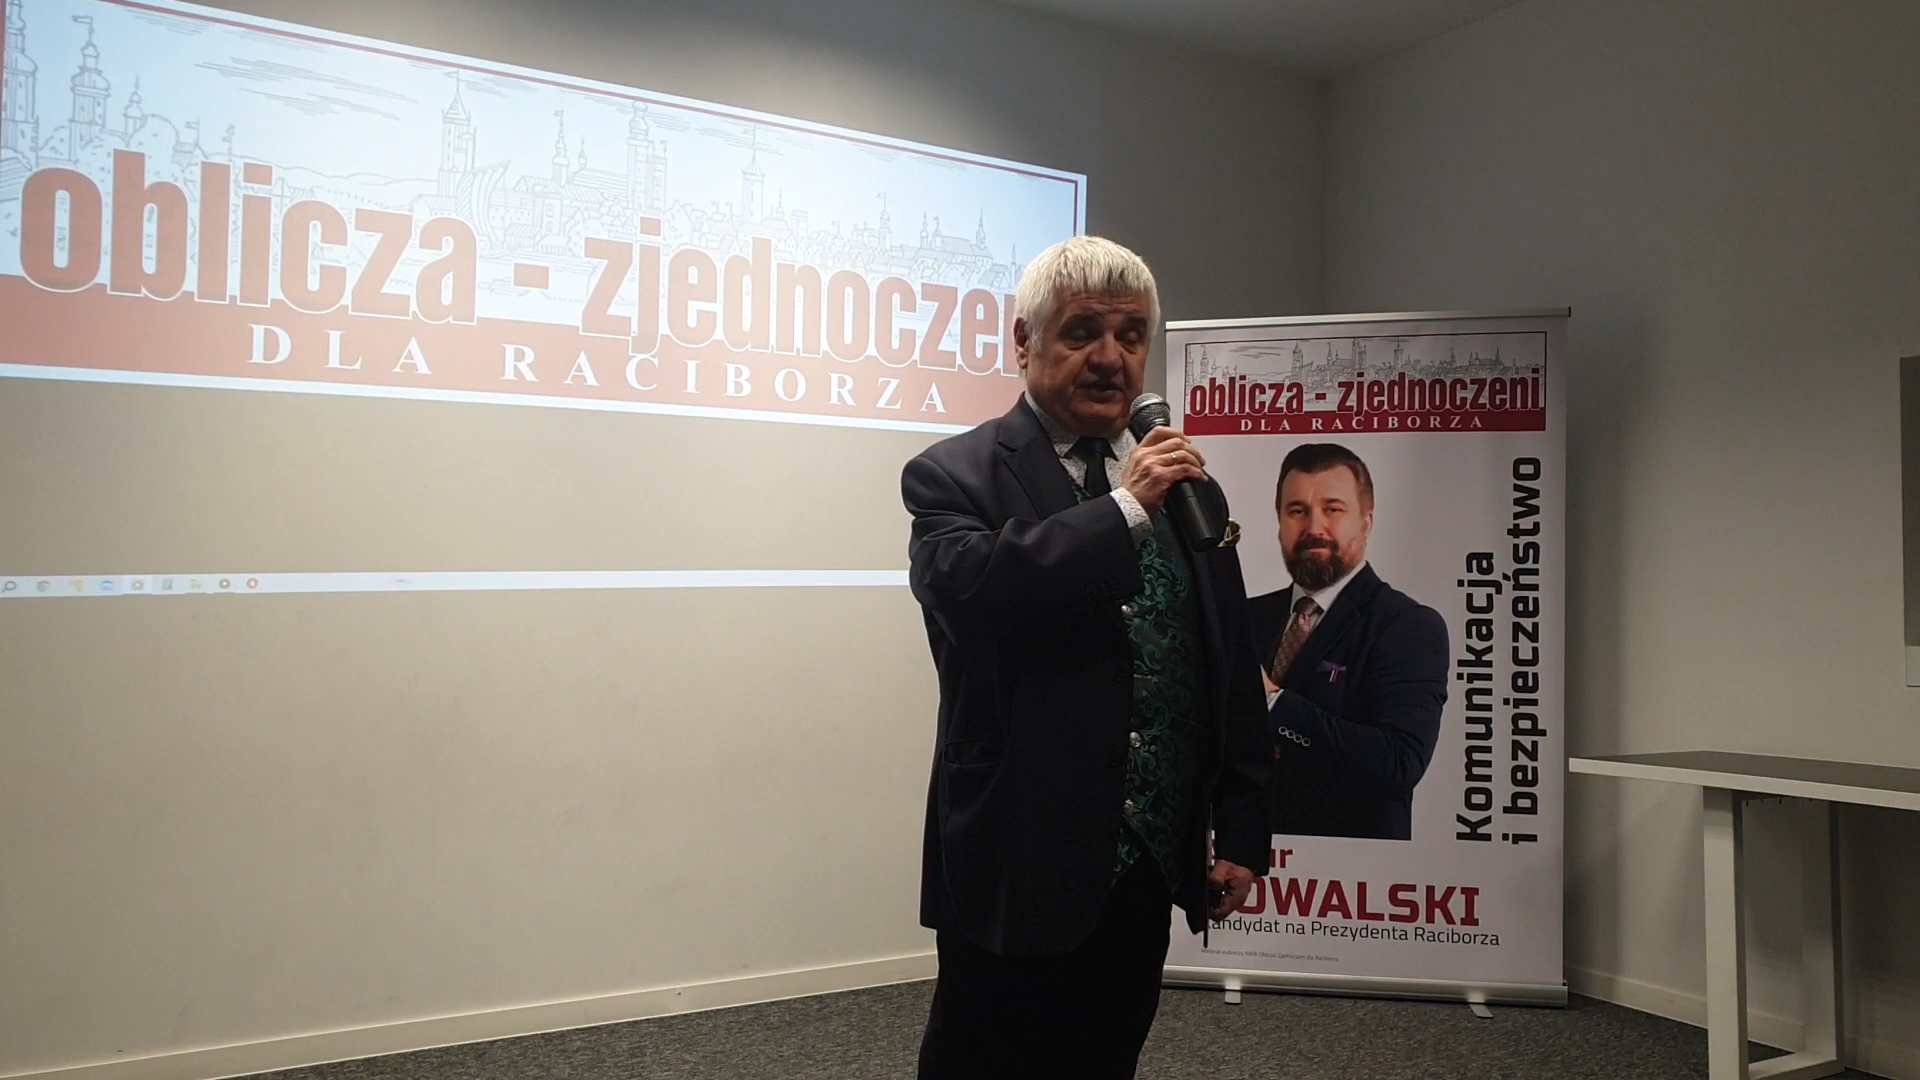 oblicza - zjednoczeni
DLA RACIBORZA
oblicza - zjednoczeni
DLA RACIBORZA
Komunikacja
i bezpieczeństwo
OWALSKI
Kandydat na Prezydenta Raciborza